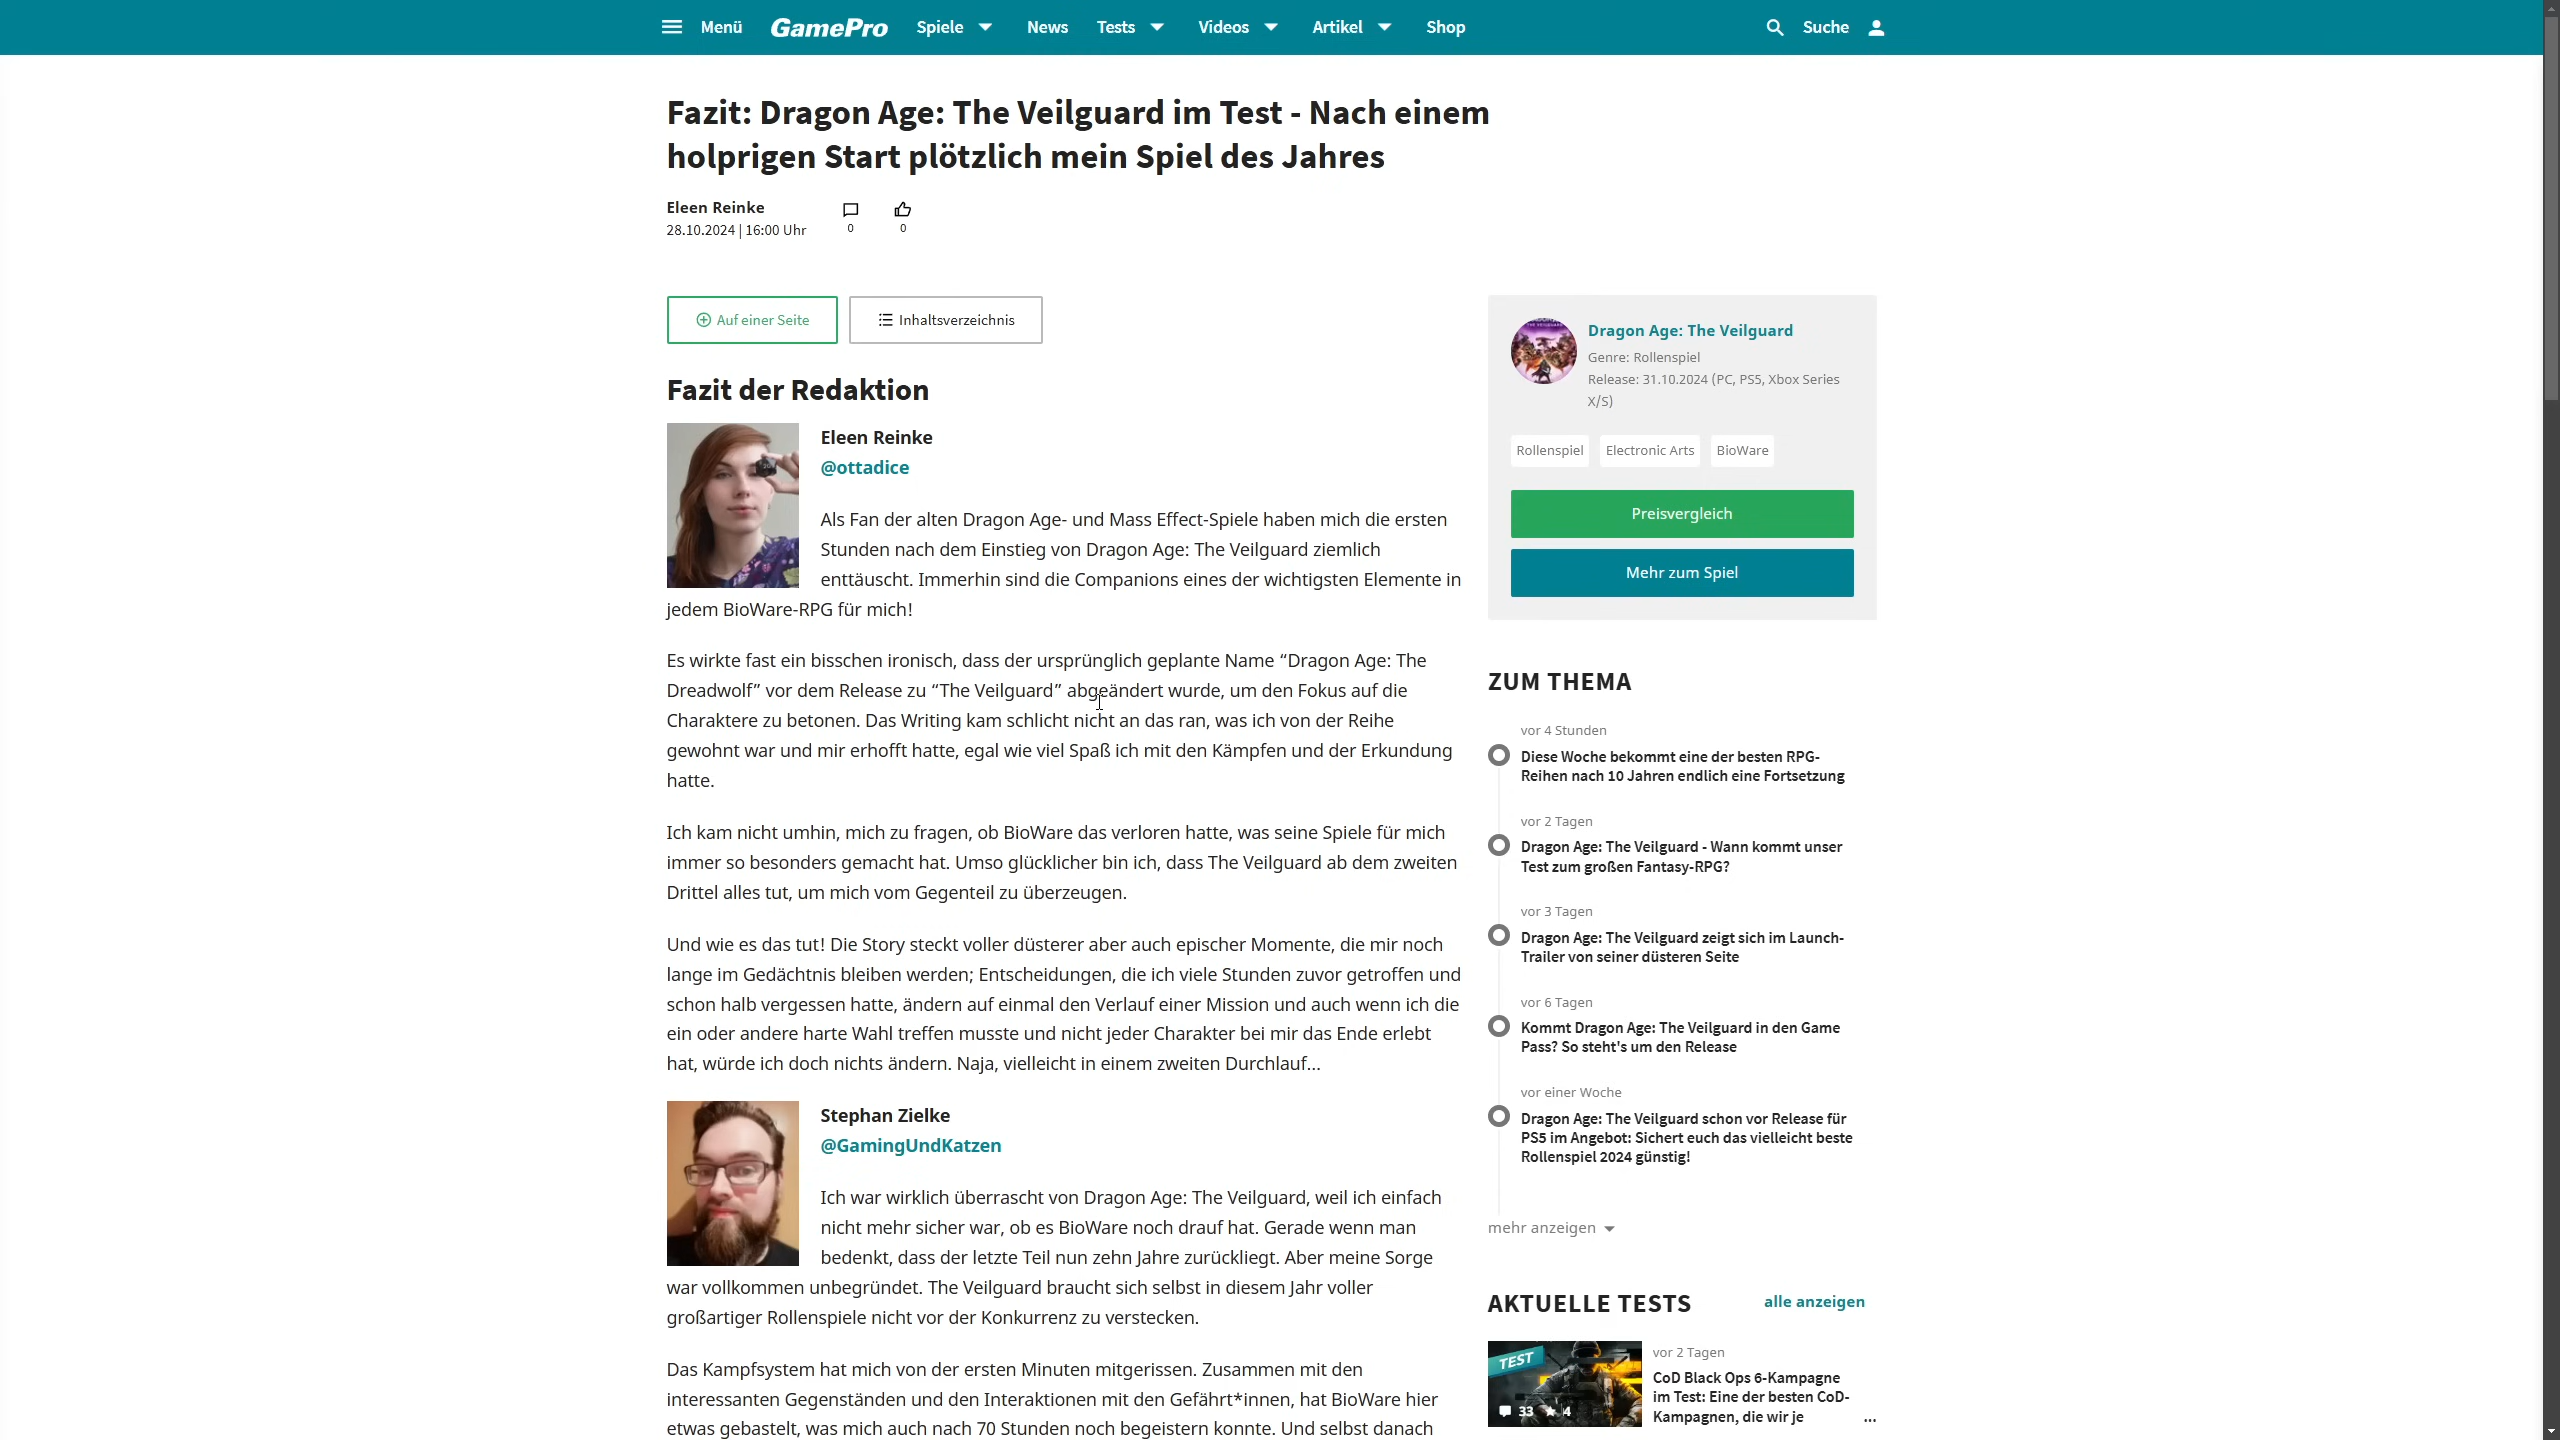 Menü
GamePro
Spiele
News
Tests
Videos
Artikel
Shop
Suche
Fazit: Dragon Age: The Veilguard im Test - Nach einem
holprigen Start plötzlich mein Spiel des Jahres
Eleen Reinke
28.10.2024 | 16:00 Uhr
0
0
Auf einer Seite
Inhaltsverzeichnis
Fazit der Redaktion
Eleen Reinke
@ottadice
Als Fan der alten Dragon Age- und Mass Effect-Spiele haben mich die ersten
Stunden nach dem Einstieg von Dragon Age: The Veilguard ziemlich
enttäuscht. Immerhin sind die Companions eines der wichtigsten Elemente in
jedem BioWare-RPG für mich!
Es wirkte fast ein bisschen ironisch, dass der ursprünglich geplante Name “Dragon Age: The
Dreadwolf” vor dem Release zu “The Veilguard” abgeändert wurde, um den Fokus auf die
Charaktere zu betonen. Das Writing kam schlicht nicht an das ran, was ich von der Reihe
gewohnt war und mir erhofft hatte, egal wie viel Spaß ich mit den Kämpfen und der Erkundung
hatte.
Ich kam nicht umhin, mich zu fragen, ob BioWare das verloren hatte, was seine Spiele für mich
immer so besonders gemacht hat. Umso glücklicher bin ich, dass The Veilguard ab dem zweiten
Drittel alles tut, um mich vom Gegenteil zu überzeugen.
Und wie es das tut! Die Story steckt voller düsterer aber auch epischer Momente, die mir noch
lange im Gedächtnis bleiben werden; Entscheidungen, die ich viele Stunden zuvor getroffen und
schon halb vergessen hatte, ändern auf einmal den Verlauf einer Mission und auch wenn ich die
ein oder andere harte Wahl treffen musste und nicht jeder Charakter bei mir das Ende erlebt
hat, würde ich doch nichts ändern. Naja, vielleicht in einem zweiten Durchlauf...
Stephan Zielke
@GamingUndKatzen
Ich war wirklich überrascht von Dragon Age: The Veilguard, weil ich einfach
nicht mehr sicher war, ob es BioWare noch drauf hat. Gerade wenn man
bedenkt, dass der letzte Teil nun zehn Jahre zurückliegt. Aber meine Sorge
war vollkommen unbegründet. The Veilguard braucht sich selbst in diesem Jahr voller
großartiger Rollenspiele nicht vor der Konkurrenz zu verstecken.
Das Kampfsystem hat mich von der ersten Minuten mitgerissen. Zusammen mit den
interessanten Gegenständen und den Interaktionen mit den Gefährt*innen, hat BioWare hier
etwas gebastelt, was mich auch nach 70 Stunden noch begeistern konnte. Und selbst danach
Dragon Age: The Veilguard
Genre: Rollenspiel
Release: 31.10.2024 (PC, PS5, Xbox Series
X/S)
Rollenspiel
Electronic Arts
BioWare
Preisvergleich
Mehr zum Spiel
ZUM THEMA
vor 4 Stunden
Diese Woche bekommt eine der besten RPG-
Reihen nach 10 Jahren endlich eine Fortsetzung
vor 2 Tagen
Dragon Age: The Veilguard - Wann kommt unser
Test zum großen Fantasy-RPG?
vor 3 Tagen
Dragon Age: The Veilguard zeigt sich im Launch-
Trailer von seiner düsteren Seite
vor 6 Tagen
Kommt Dragon Age: The Veilguard in den Game
Pass? So steht's um den Release
vor einer Woche
Dragon Age: The Veilguard schon vor Release für
PS5 im Angebot: Sichert euch das vielleicht beste
Rollenspiel 2024 günstig!
mehr anzeigen
AKTUELLE TESTS
alle anzeigen
TEST
33
4
vor 2 Tagen
CoD Black Ops 6-Kampagne
im Test: Eine der besten CoD-
Kampagnen, die wir je
...